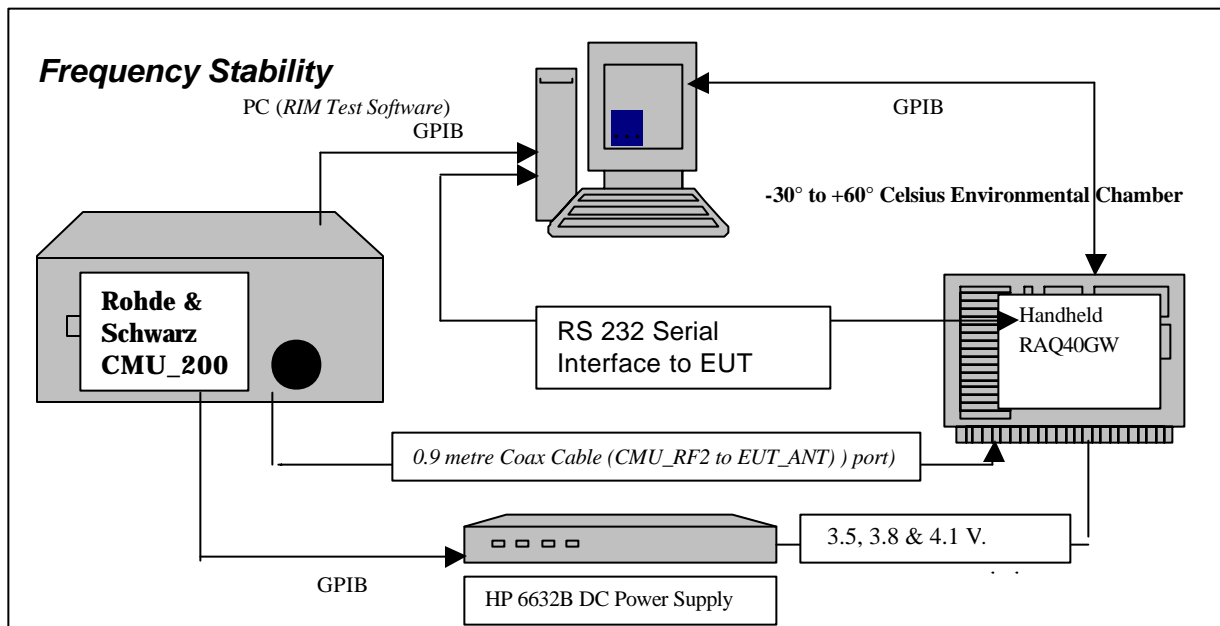 Frequency Stability
PC (RIM Test Software)
GPIB
GPIB
-30° to +60° Celsius Environmental Chamber
Rohde &
Schwarz
CMU_200
RS 232 Serial
Interface to EUT
Handheld
RAQ40GW
0.9 metre Coax Cable (CMU_RF2 to EUT_ANT) ) port)
3.5, 3.8 & 4.1 V.
GPIB
HP 6632B DC Power Supply